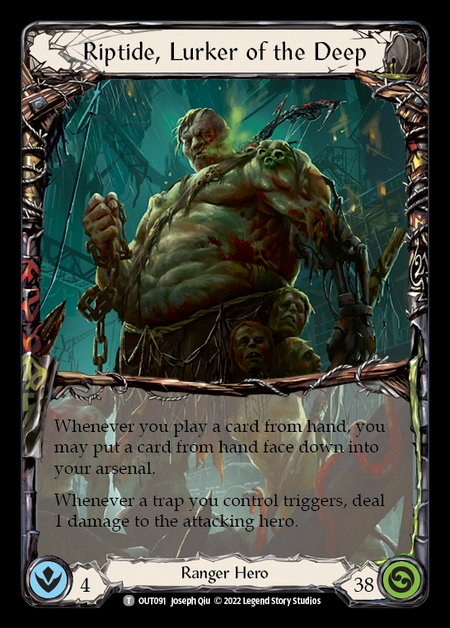 Riptide, Lurker of the Deep
Whenever you play a card from hand, you
may put a card from hand face down into
your arsenal.
Whenever a trap you control triggers, deal
1 damage to the attacking hero.
4
Ranger Hero
38
T OUT091 Joseph Qiu © 2022 Legend Story Studios